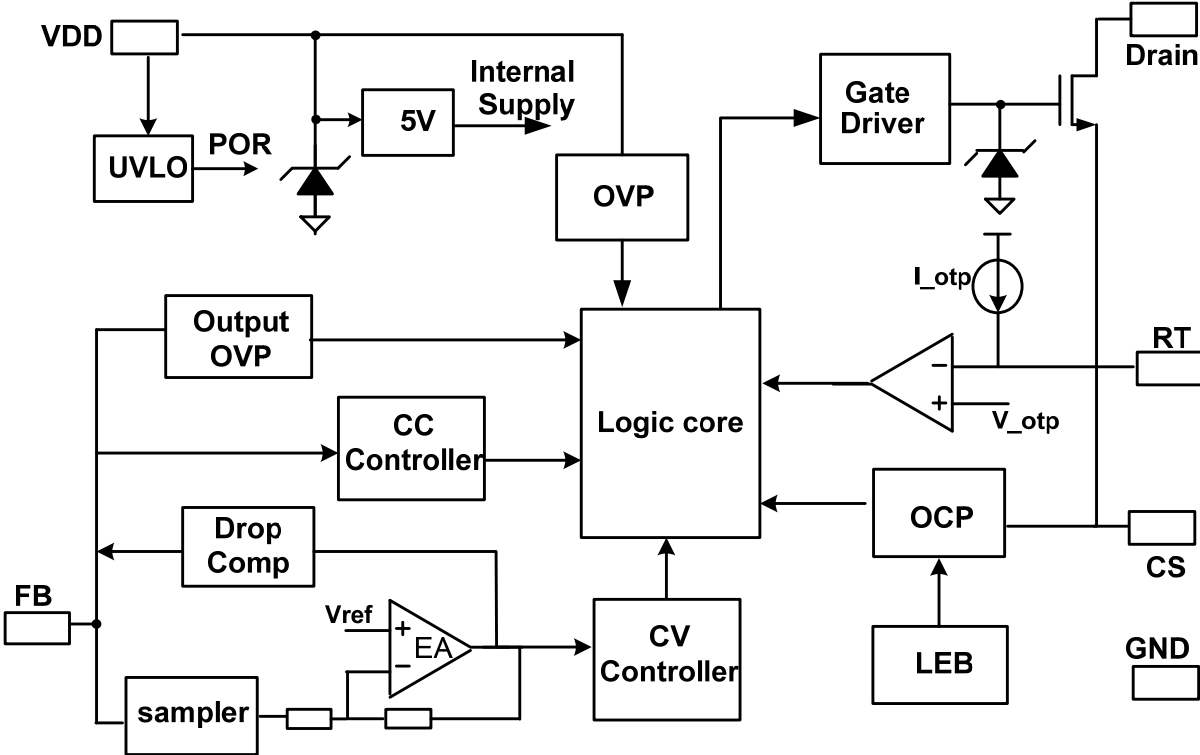 VDD
UVLO
POR
5V
Internal
Supply
OVP
Gate
Driver
Drain
I_otp
RT
−
+
V_otp
Output
OVP
CC
Controller
Logic core
Drop
Comp
OCP
CS
FB
Vref
+
EA
−
CV
Controller
LEB
GND
sampler